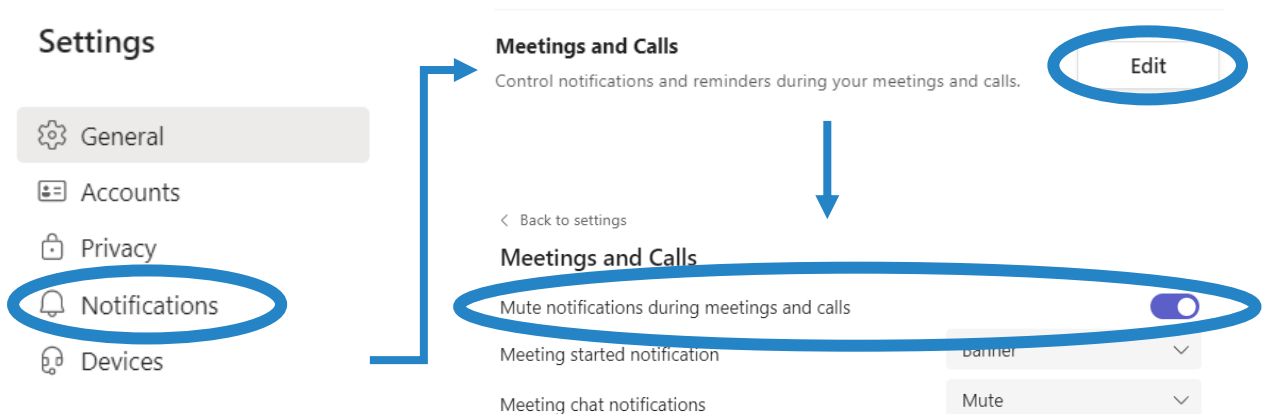 Settings
General
Accounts
Privacy
Notifications
Devices
Meetings and Calls
Control notifications and reminders during your meetings and calls.
Edit
Back to settings
Meetings and Calls
Mute notifications during meetings and calls
Meeting started notification
Banner
Meeting chat notifications
Mute